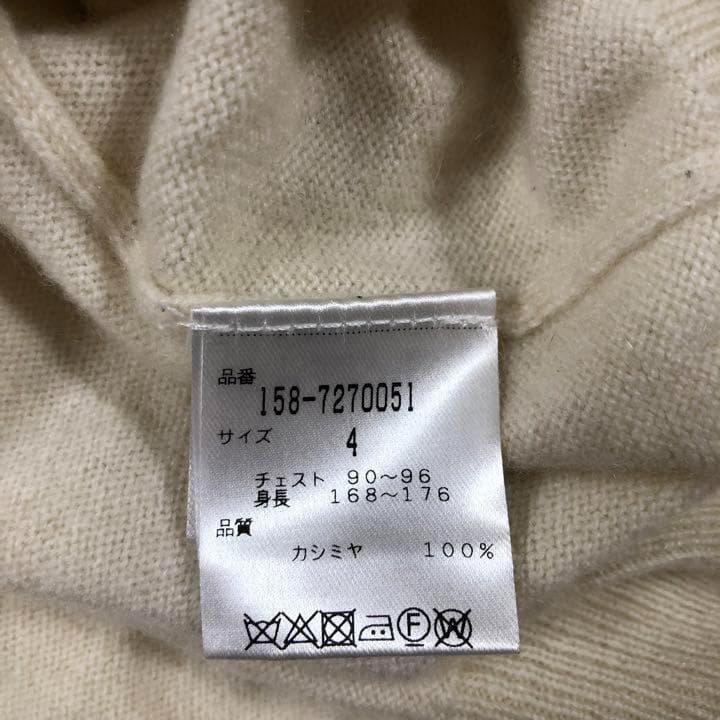 品番
158-7270051
サイズ 4
チェスト 90〜96
身長 168〜176
品質
カシミヤ 100%
F W